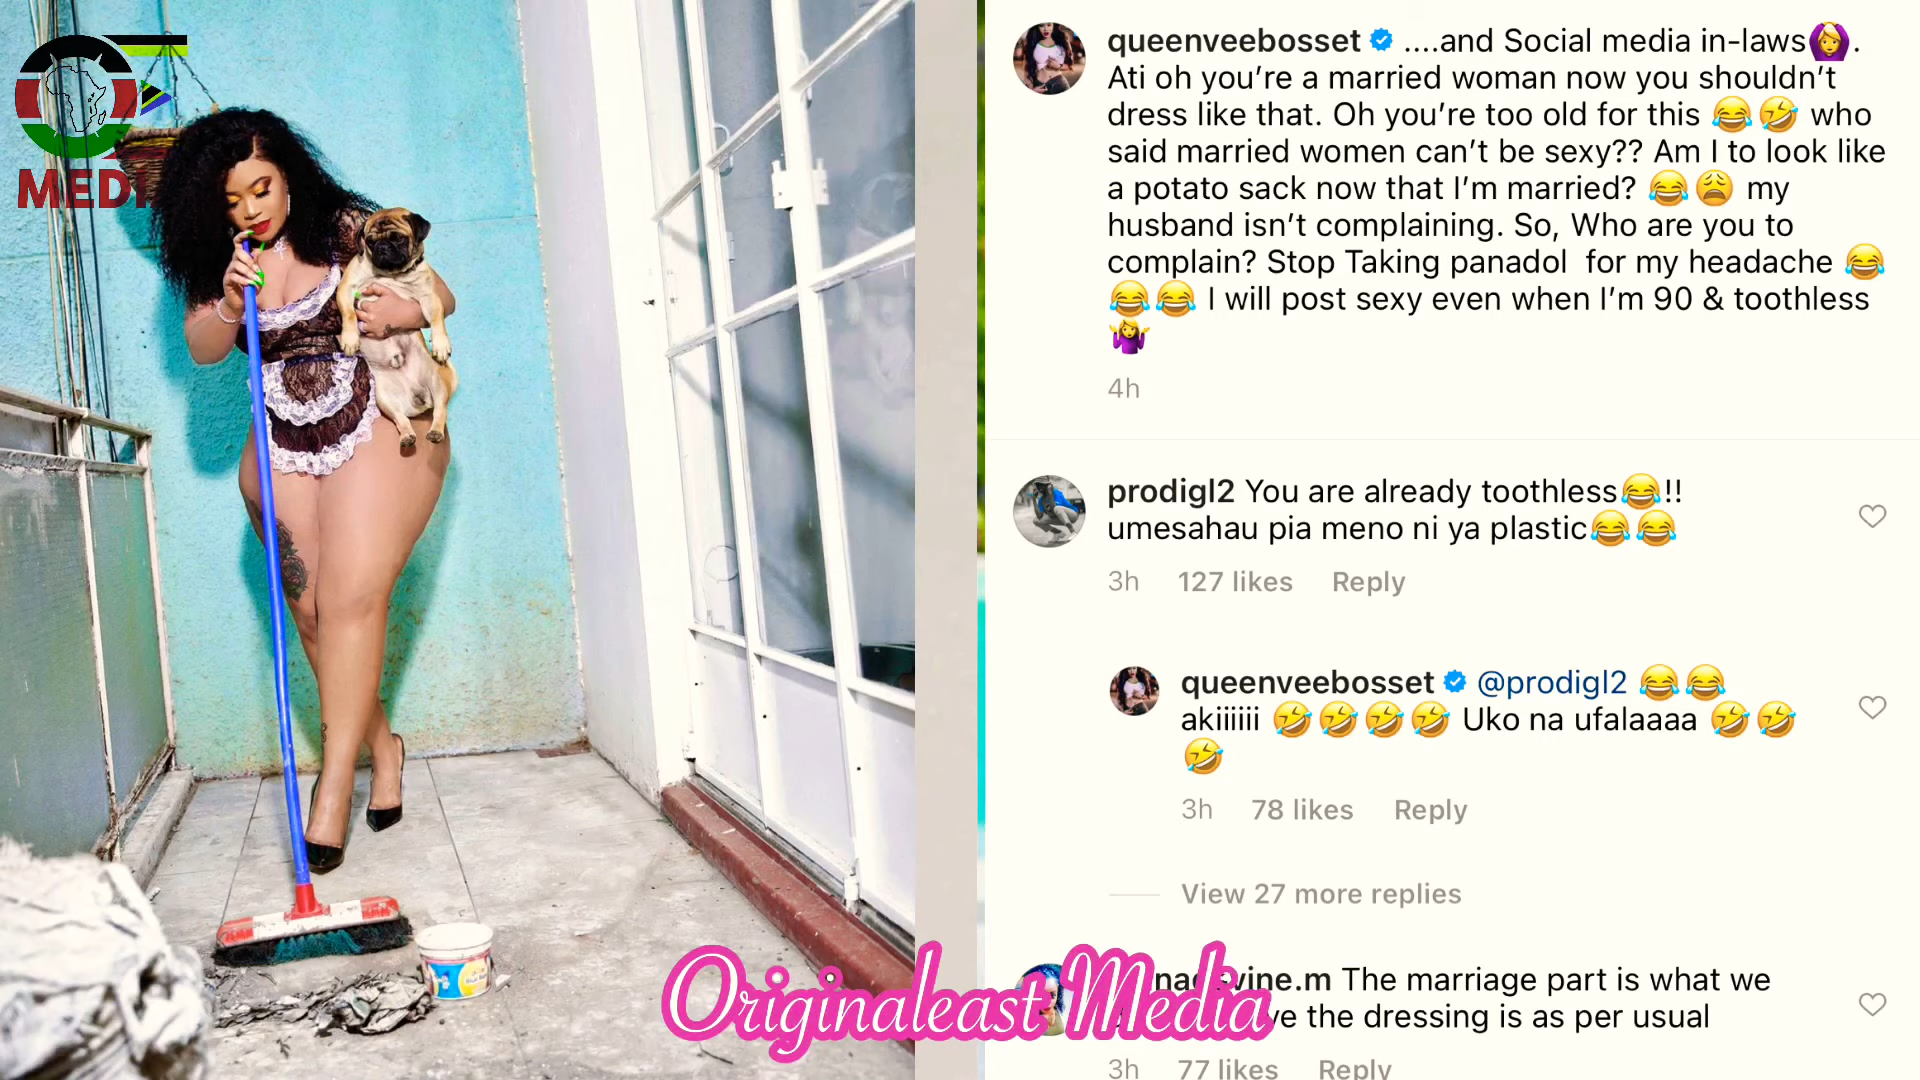 MEDI
queenveebosset ....and Social media in-laws🙆‍♀️.
Ati oh you’re a married woman now you shouldn’t
dress like that. Oh you’re too old for this 😂🤣 who
said married women can’t be sexy?? Am I to look like
a potato sack now that I’m married? 😂😩 my
husband isn’t complaining. So, Who are you to
complain? Stop Taking panadol for my headache 😂
😂😂 I will post sexy even when I’m 90 & toothless
🤷‍♀️
4h
prodigl2 You are already toothless😂!!
umesahau pia meno ni ya plastic😂😂
3h 127 likes Reply
queenveebosset @prodigl2 😂😂
akiiiiii 🤣🤣🤣🤣 Uko na ufalaaaa 🤣🤣
🤣
3h 78 likes Reply
View 27 more replies
vine.m The marriage part is what we
the dressing is as per usual
3h 77 likes Reply
Originaleast Media